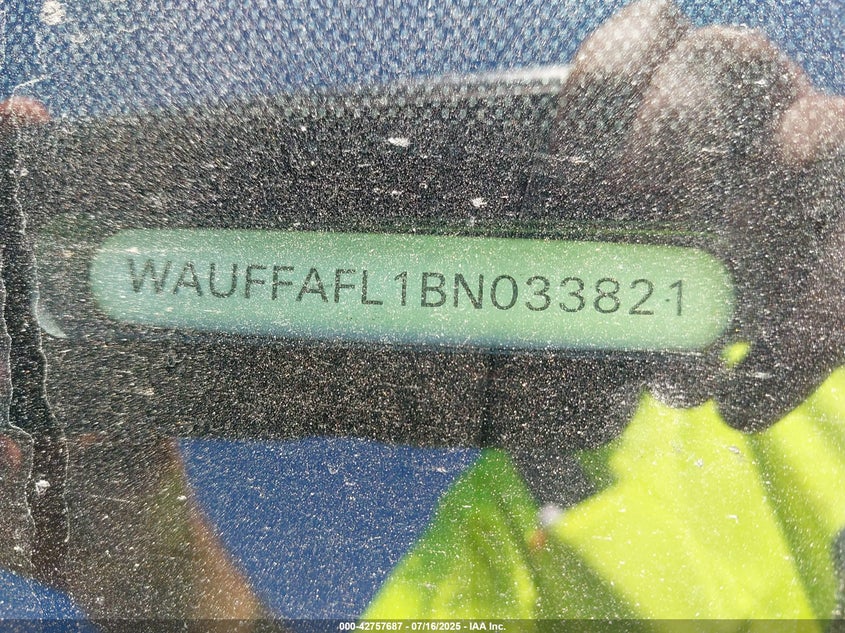 WAUFFAFL1BN033821
000-42757687 - 07/16/2025 - IAA Inc.